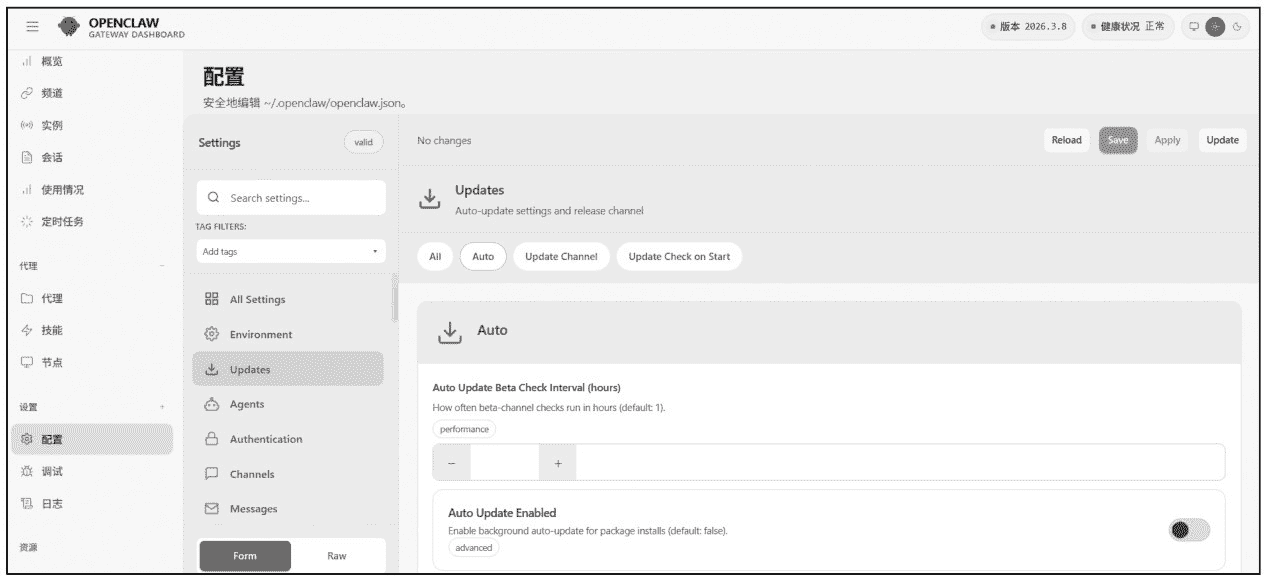 OPENCLAW
GATEWAY DASHBOARD
版本 2026.3.8
健康状况 正常
概览
频道
实例
会话
使用情况
定时任务
代理
代理
技能
节点
设置
配置
调试
日志
资源
配置
安全地编辑 ~/.openclaw/openclaw.json。
Settings
valid
Search settings...
TAG FILTERS:
Add tags
All Settings
Environment
Updates
Agents
Authentication
Channels
Messages
Form
Raw
No changes
Reload
Save
Apply
Update
Updates
Auto-update settings and release channel
All
Auto
Update Channel
Update Check on Start
Auto
Auto Update Beta Check Interval (hours)
How often beta-channel checks run in hours (default: 1).
performance
− +
Auto Update Enabled
Enable background auto-update for package installs (default: false).
advanced